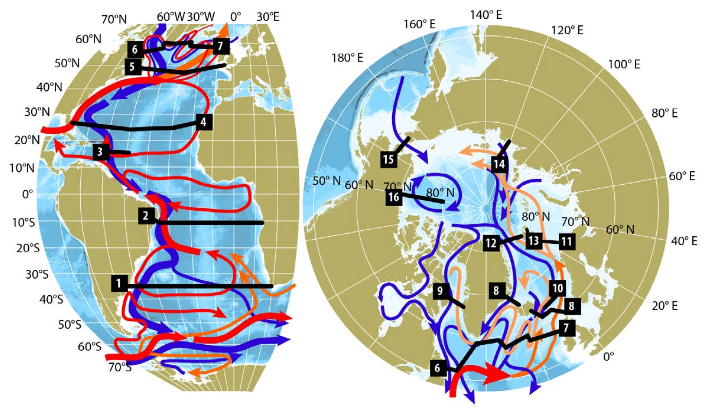 70°N 60°W 30°W 0° 30°E
60°N
50°N
40°N
30°N
20°N
10°N
0°
10°S
20°S
30°S
40°S
50°S
60°S
70°S
6 7
5
4
3
2
1
160° E 140° E 120° E
180° E 100° E
80° E
60° E
40° E
20° E
0°
50° N 60° N 70° N 80° N
80° N 70° N 60° N
15 14
16
12 13 11
9 8 10
8
7
6